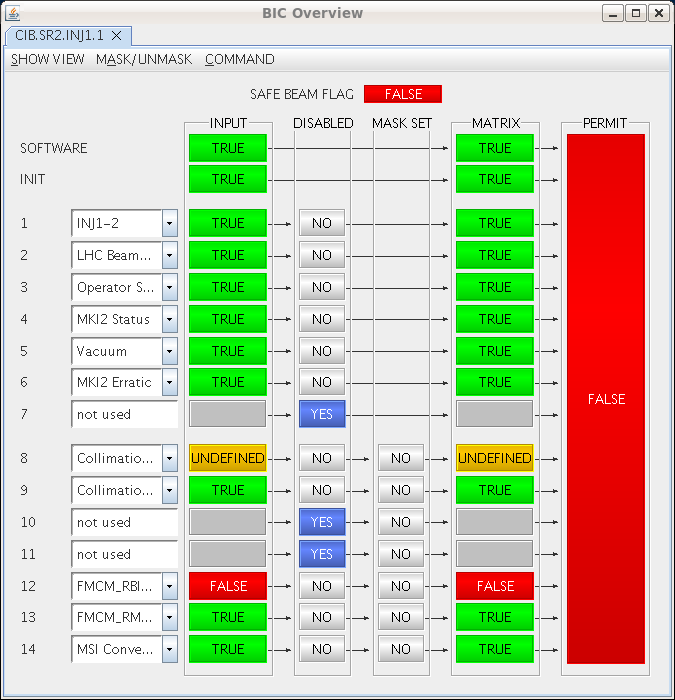 BIC Overview
CIB.SR2.INJ1.1
SHOW VIEW MASK/UNMASK COMMAND
SAFE BEAM FLAG FALSE
INPUT DISABLED MASK SET MATRIX PERMIT
SOFTWARE TRUE TRUE
INIT TRUE TRUE
1 INJ1-2 TRUE NO TRUE
2 LHC Beam... TRUE NO TRUE
3 Operator S... TRUE NO TRUE
4 MKI2 Status TRUE NO TRUE
5 Vacuum TRUE NO TRUE
6 MKI2 Erratic TRUE NO TRUE
FALSE
7 not used YES
8 Collimatio... UNDEFINED NO NO UNDEFINED
9 Collimatio... TRUE NO NO TRUE
10 not used YES NO
11 not used YES NO
12 FMCM_RBI... FALSE NO NO FALSE
13 FMCM_RM... TRUE NO NO TRUE
14 MSI Conve... TRUE NO NO TRUE